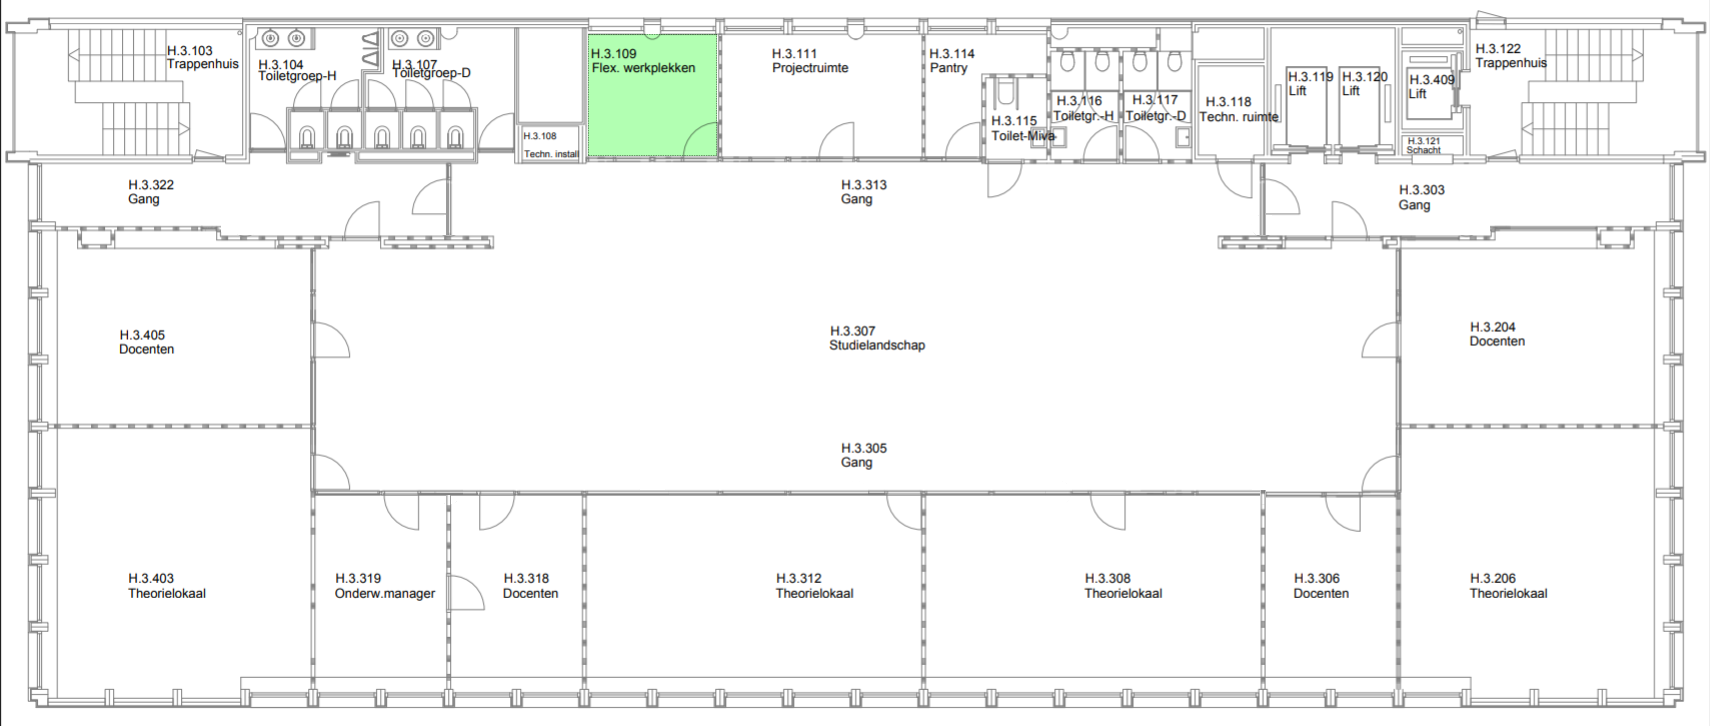 H.3.103
Trappenhuis
H.3.104
Toiletgroep-H
H.3.107
Toiletgroep-D
H.3.108
Techn. install
H.3.109
Flex. werkplekken
H.3.111
Projectruimte
H.3.114
Pantry
H.3.115
Toilet-Miva
H.3.116
Toiletgr.-H
H.3.117
Toiletgr.-D
H.3.118
Techn. ruimte
H.3.119
Lift
H.3.120
Lift
H.3.409
Lift
H.3.121
Schacht
H.3.122
Trappenhuis
H.3.322
Gang
H.3.313
Gang
H.3.303
Gang
H.3.405
Docenten
H.3.307
Studielandschap
H.3.204
Docenten
H.3.305
Gang
H.3.403
Theorielokaal
H.3.319
Onderw.manager
H.3.318
Docenten
H.3.312
Theorielokaal
H.3.308
Theorielokaal
H.3.306
Docenten
H.3.206
Theorielokaal